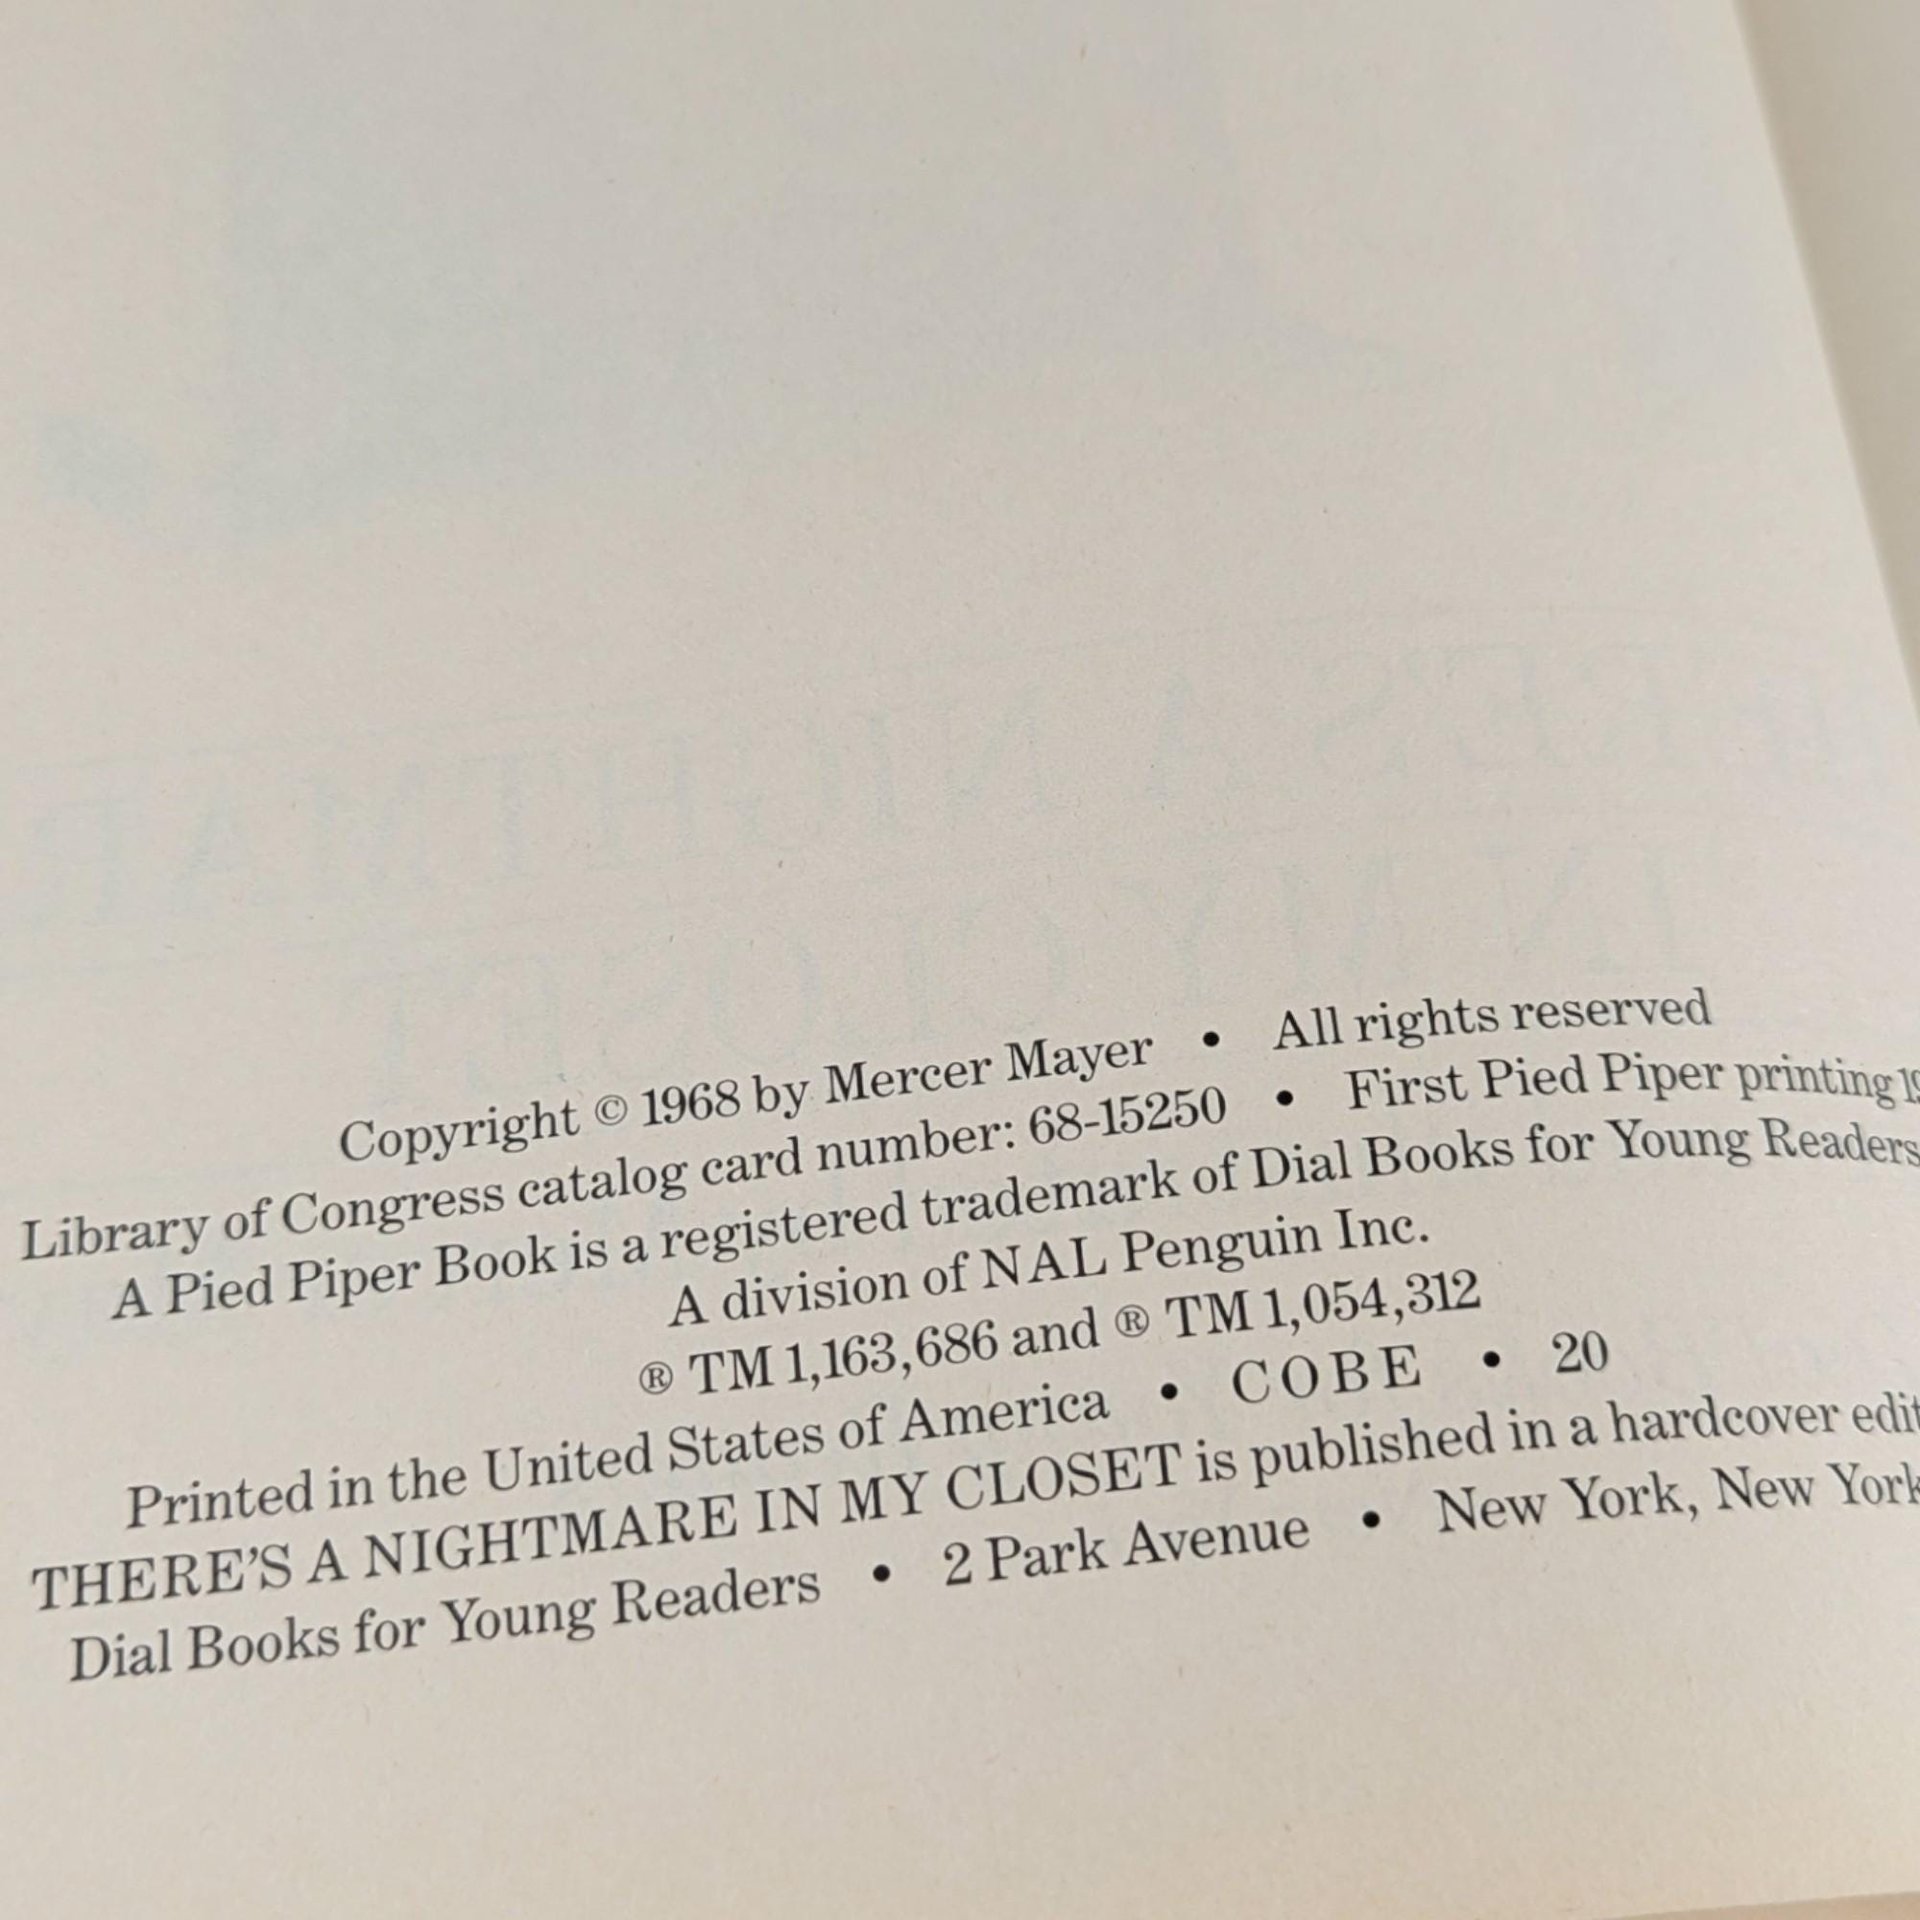 Copyright © 1968 by Mercer Mayer • All rights reserved
Library of Congress catalog card number: 68-15250 • First Pied Piper printing
A Pied Piper Book is a registered trademark of Dial Books for Young Readers
A division of NAL Penguin Inc.
® TM 1,163,686 and ® TM 1,054,312
Printed in the United States of America • COBE • 20
THERE'S A NIGHTMARE IN MY CLOSET is published in a hardcover edit
Dial Books for Young Readers • 2 Park Avenue • New York, New York